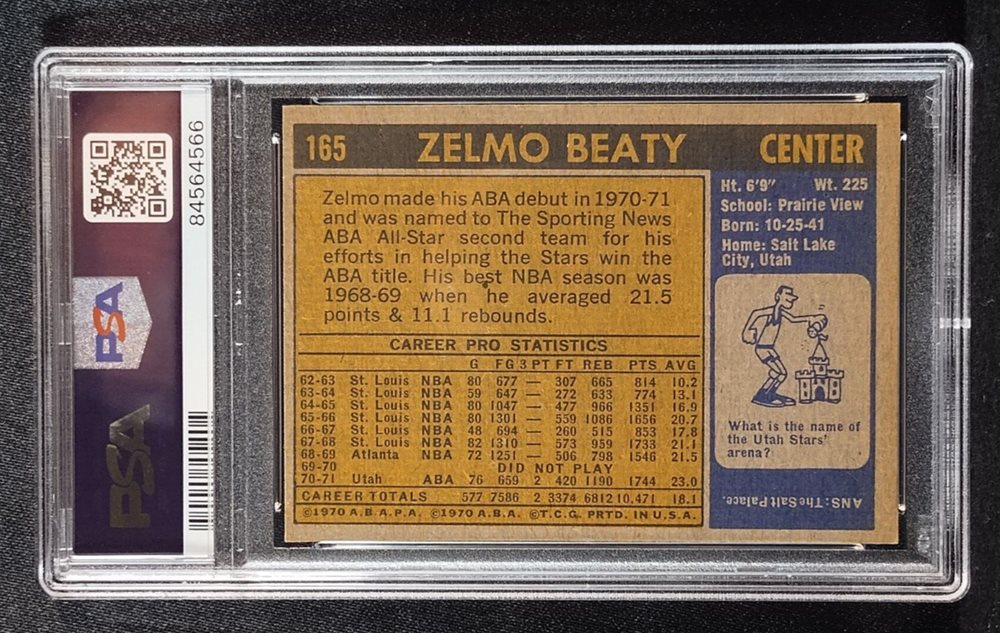 84564566
PSA
PSA
165 ZELMO BEATY CENTER
Zelmo made his ABA debut in 1970-71
and was named to The Sporting News
ABA All-Star second team for his
efforts in helping the Stars win the
ABA title. His best NBA season was
1968-69 when he averaged 21.5
points & 11.1 rebounds.
CAREER PRO STATISTICS
G FG 3 PT FT REB PTS AVG
62-63 St. Louis NBA 80 677 — 307 665 814 10.2
63-64 St. Louis NBA 59 647 — 272 633 774 13.1
64-65 St. Louis NBA 80 1047 — 477 966 1351 16.9
65-66 St. Louis NBA 80 1301 — 559 1086 1656 20.7
66-67 St. Louis NBA 48 694 — 260 515 853 17.8
67-68 St. Louis NBA 82 1310 — 573 959 1733 21.1
68-69 Atlanta NBA 72 1251 — 506 798 1546 21.5
69-70 DID NOT PLAY
70-71 Utah ABA 76 659 2 420 1190 1744 23.0
CAREER TOTALS 577 7586 2 3374 6812 10,471 18.1
©1970 A.B.A.P.A. ©1970 A.B.A. ©T.C.G. PRTD. IN U.S.A.
Ht. 6'9" Wt. 225
School: Prairie View
Born: 10-25-41
Home: Salt Lake
City, Utah
What is the name of
the Utah Stars'
arena?
ANS.: The Salt Palace.